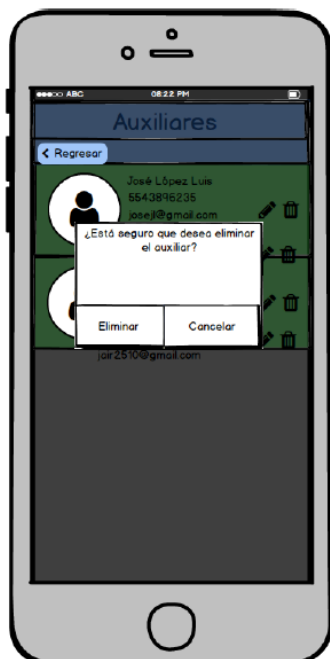 ABC 08:22 PM
Auxiliares
Regresar
José López Luis
5543896235
josejl@gmail.com
¿Está seguro que desea eliminar
el auxiliar?
Eliminar Cancelar
jair2510@gmail.com